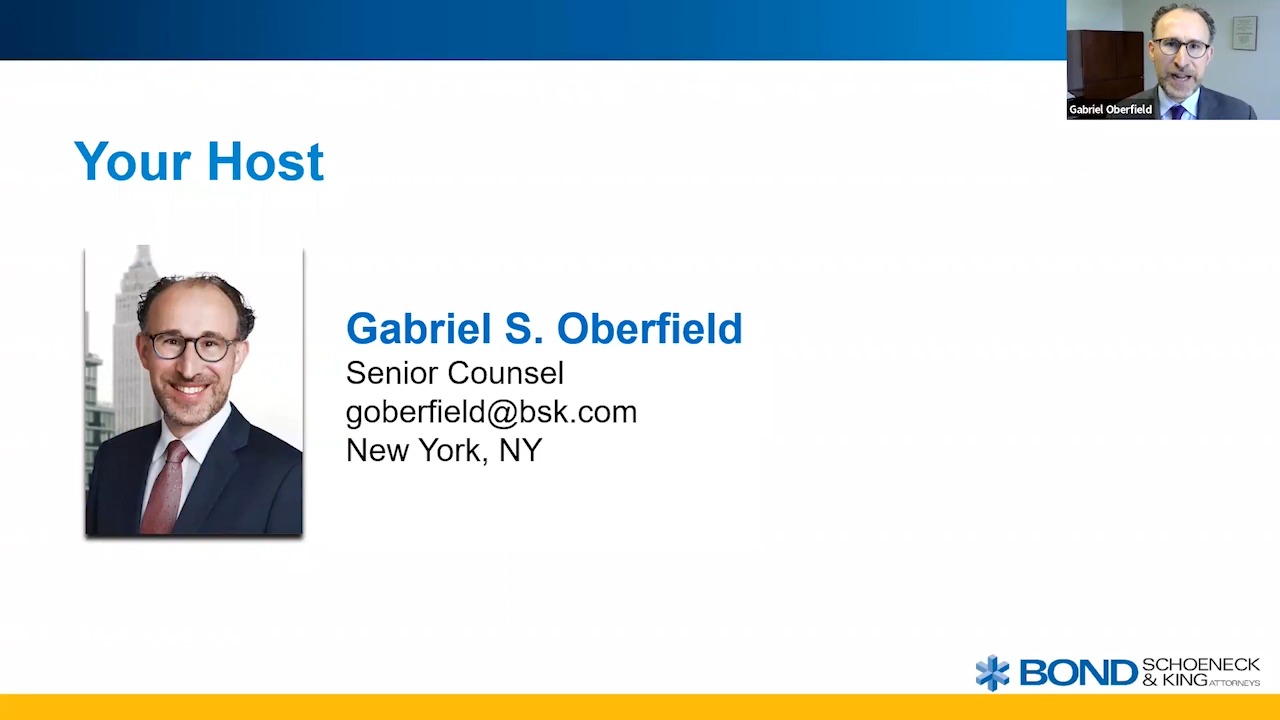 Gabriel Oberfield
Your Host
Gabriel S. Oberfield
Senior Counsel
goberfield@bsk.com
New York, NY
BOND SCHOENECK
& KING ATTORNEYS